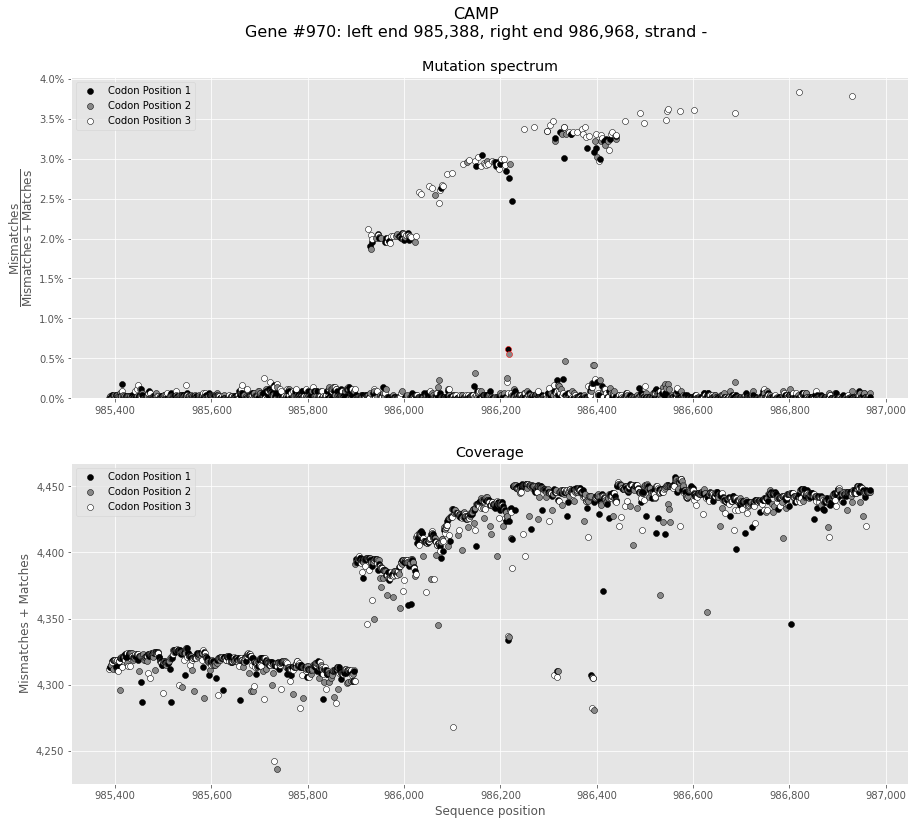 CAMP
Gene #970: left end 985,388, right end 986,968, strand -
Mutation spectrum
4.0%
3.5%
3.0%
2.5%
2.0%
1.5%
1.0%
0.5%
0.0%
Mismatches
Mismatches + Matches
Codon Position 1
Codon Position 2
Codon Position 3
985,400 985,600 985,800 986,000 986,200 986,400 986,600 986,800 987,000
Coverage
4,450
4,400
4,350
4,300
4,250
Mismatches + Matches
Codon Position 1
Codon Position 2
Codon Position 3
985,400 985,600 985,800 986,000 986,200 986,400 986,600 986,800 987,000
Sequence position